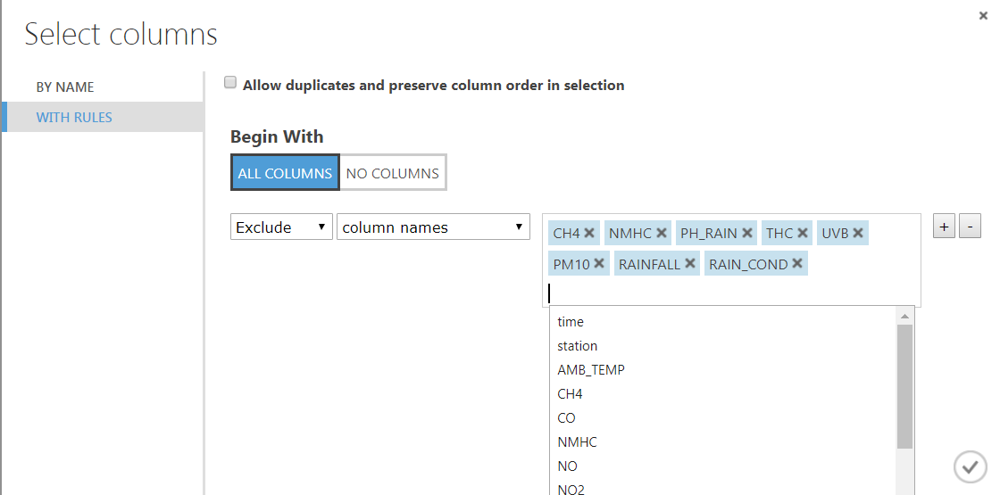 Select columns
BY NAME
WITH RULES
Allow duplicates and preserve column order in selection
Begin With
ALL COLUMNS NO COLUMNS
Exclude column names CH4 NMHC PH_RAIN THC UVB + -
PM10 RAINFALL RAIN_COND
time
station
AMB_TEMP
CH4
CO
NMHC
NO
NO2